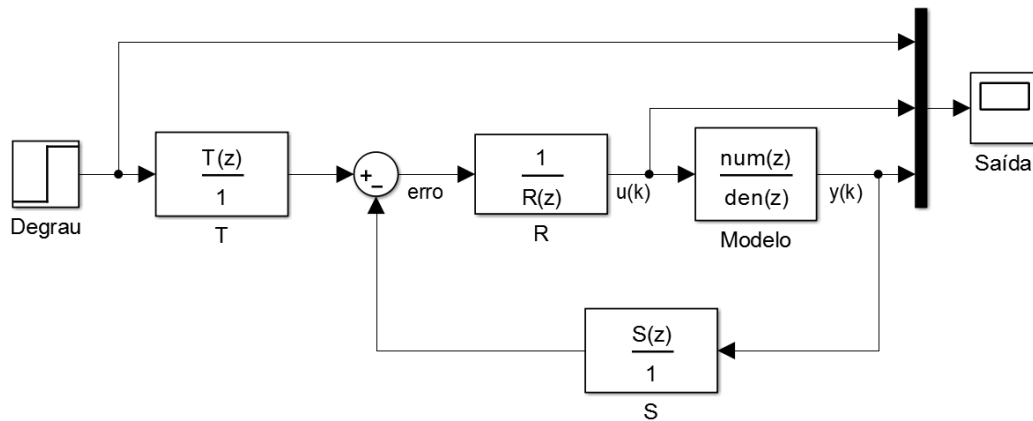 Degrau
T(z)
1
T
+
−
erro
1
R(z)
R
u(k)
num(z)
den(z)
Modelo
y(k)
Saída
S(z)
1
S